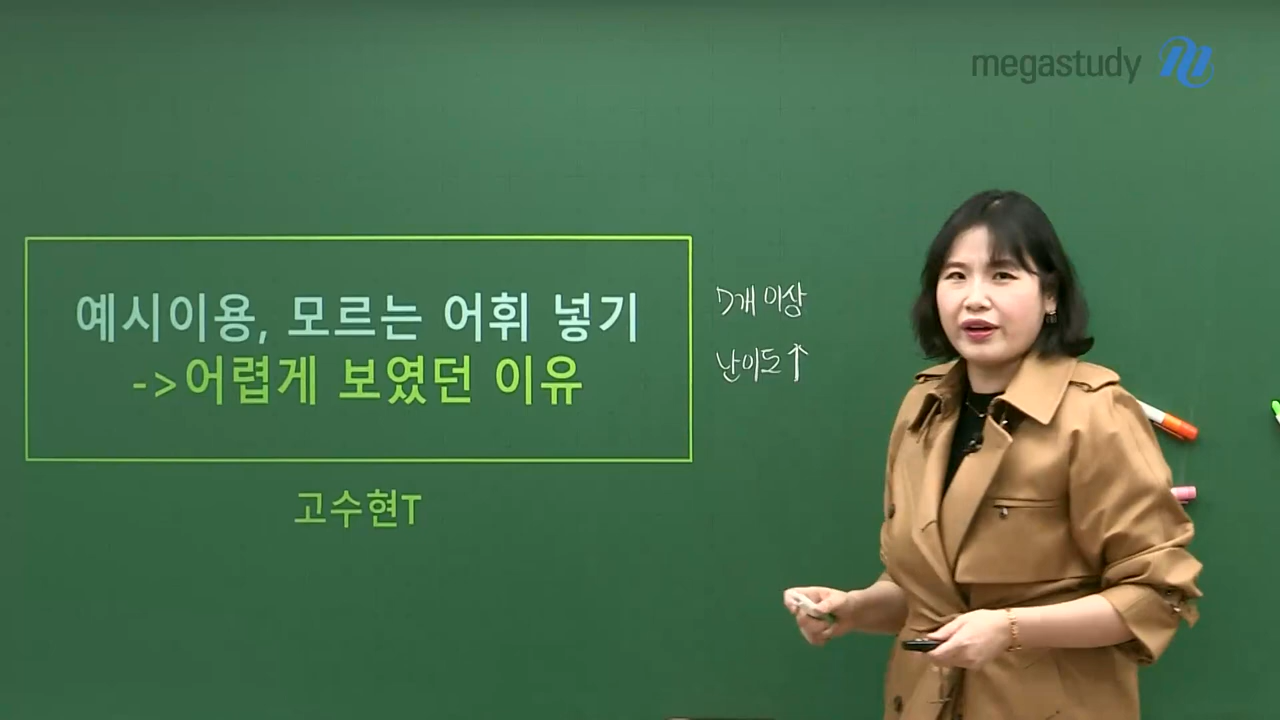 megastudy
예시이용, 모르는 어휘 넣기
->어렵게 보였던 이유
고수현T
7개 이상
난이도↑